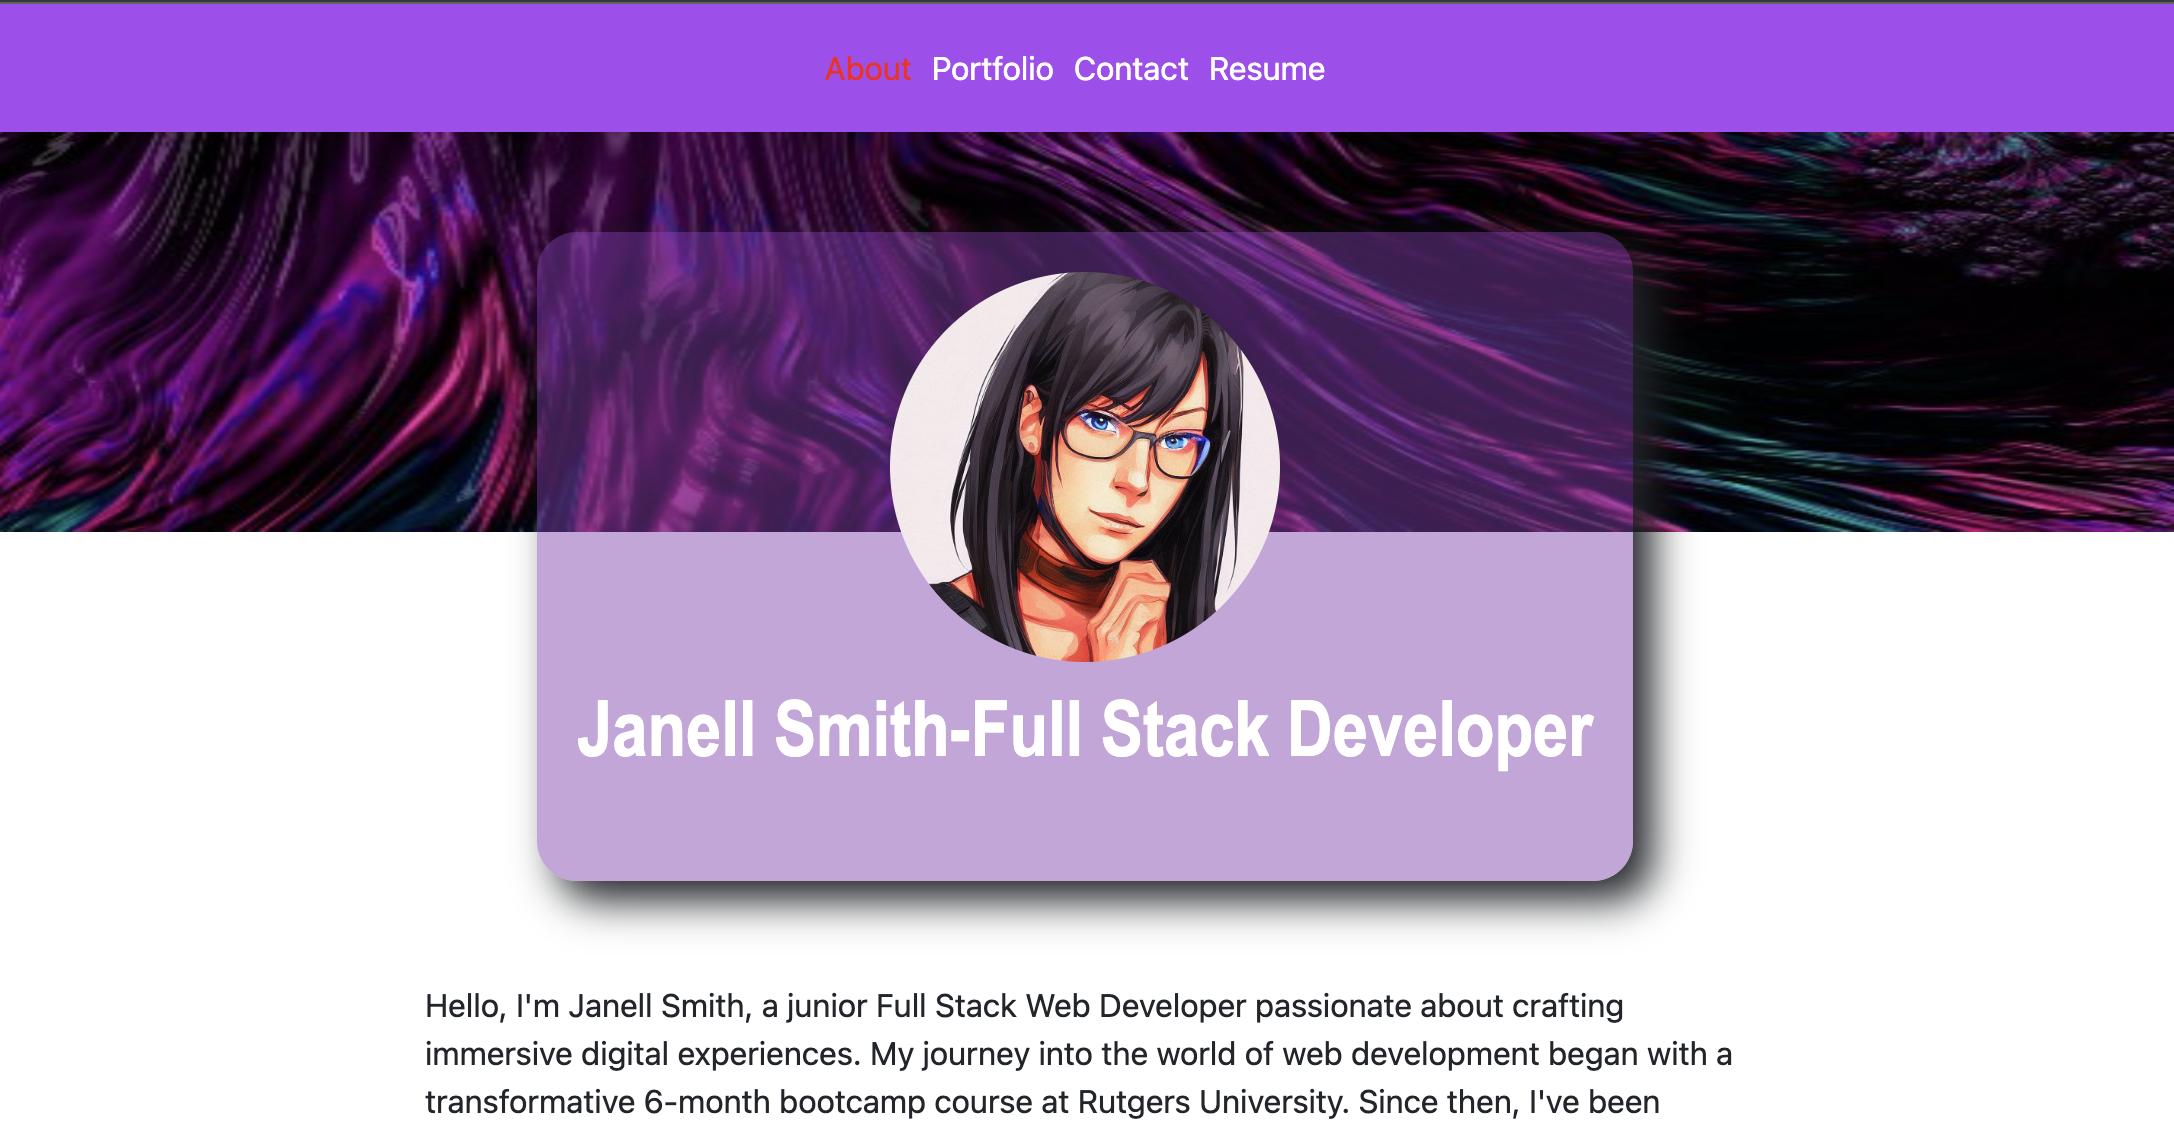 About Portfolio Contact Resume
Janell Smith-Full Stack Developer
Hello, I'm Janell Smith, a junior Full Stack Web Developer passionate about crafting
immersive digital experiences. My journey into the world of web development began with a
transformative 6-month bootcamp course at Rutgers University. Since then, I've been